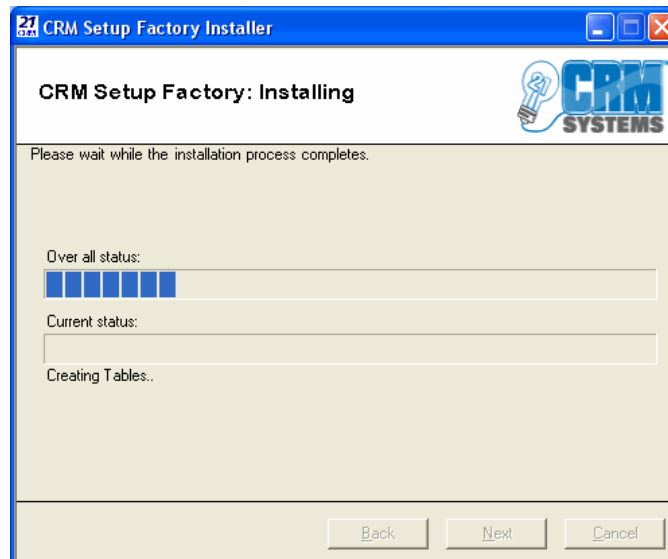 21
CRM
CRM Setup Factory Installer
CRM Setup Factory: Installing
21
CRM
SYSTEMS
Please wait while the installation process completes.
Over all status:
Current status:
Creating Tables..
Back
Next
Cancel